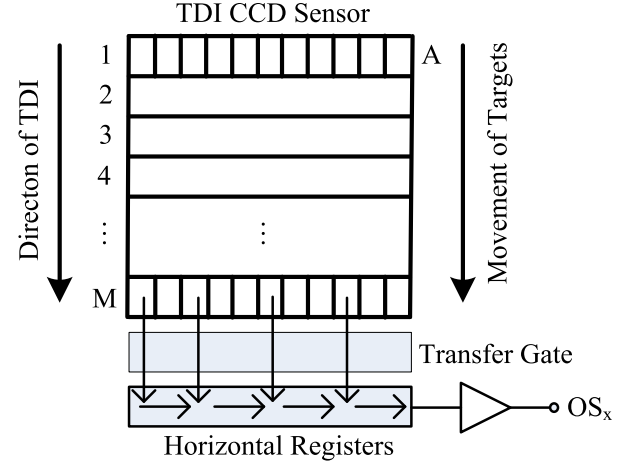 TDI CCD Sensor
1
A
2
3
4
⋮
⋮
M
Directon of TDI
Movement of Targets
Transfer Gate
OSx
Horizontal Registers